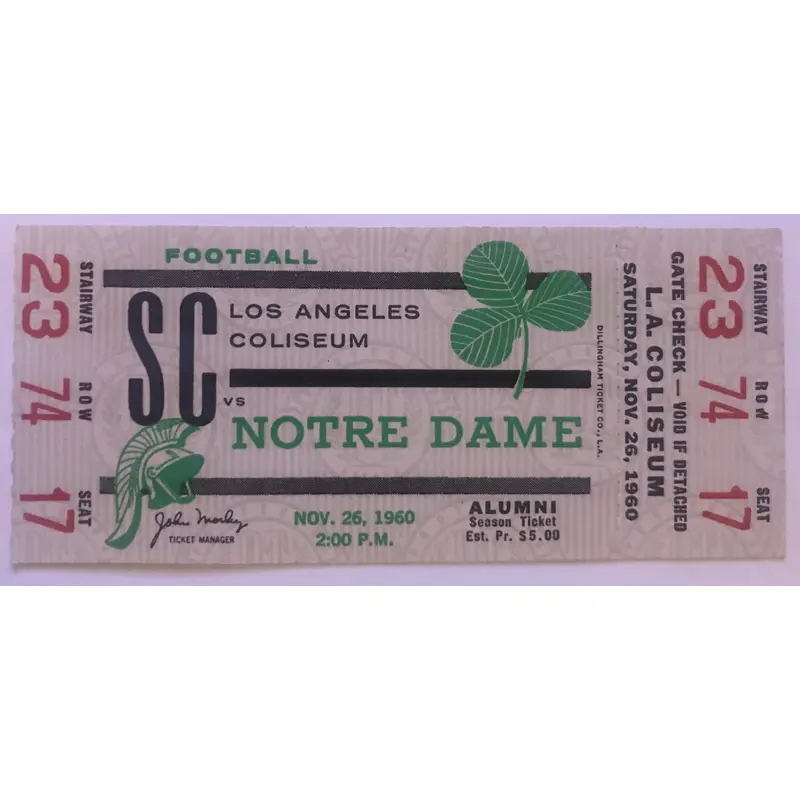 STAIRWAY 23
ROW 74
SEAT 17
FOOTBALL
SC
LOS ANGELES
COLISEUM
VS
NOTRE DAME
John Morley
TICKET MANAGER
NOV. 26, 1960
2:00 P.M.
ALUMNI
Season Ticket
Est. Pr. $5.00
DILLINGHAM TICKET CO., L.A.
GATE CHECK — VOID IF DETACHED
L. A. COLISEUM
SATURDAY, NOV. 26, 1960
STAIRWAY 23
ROW 74
SEAT 17